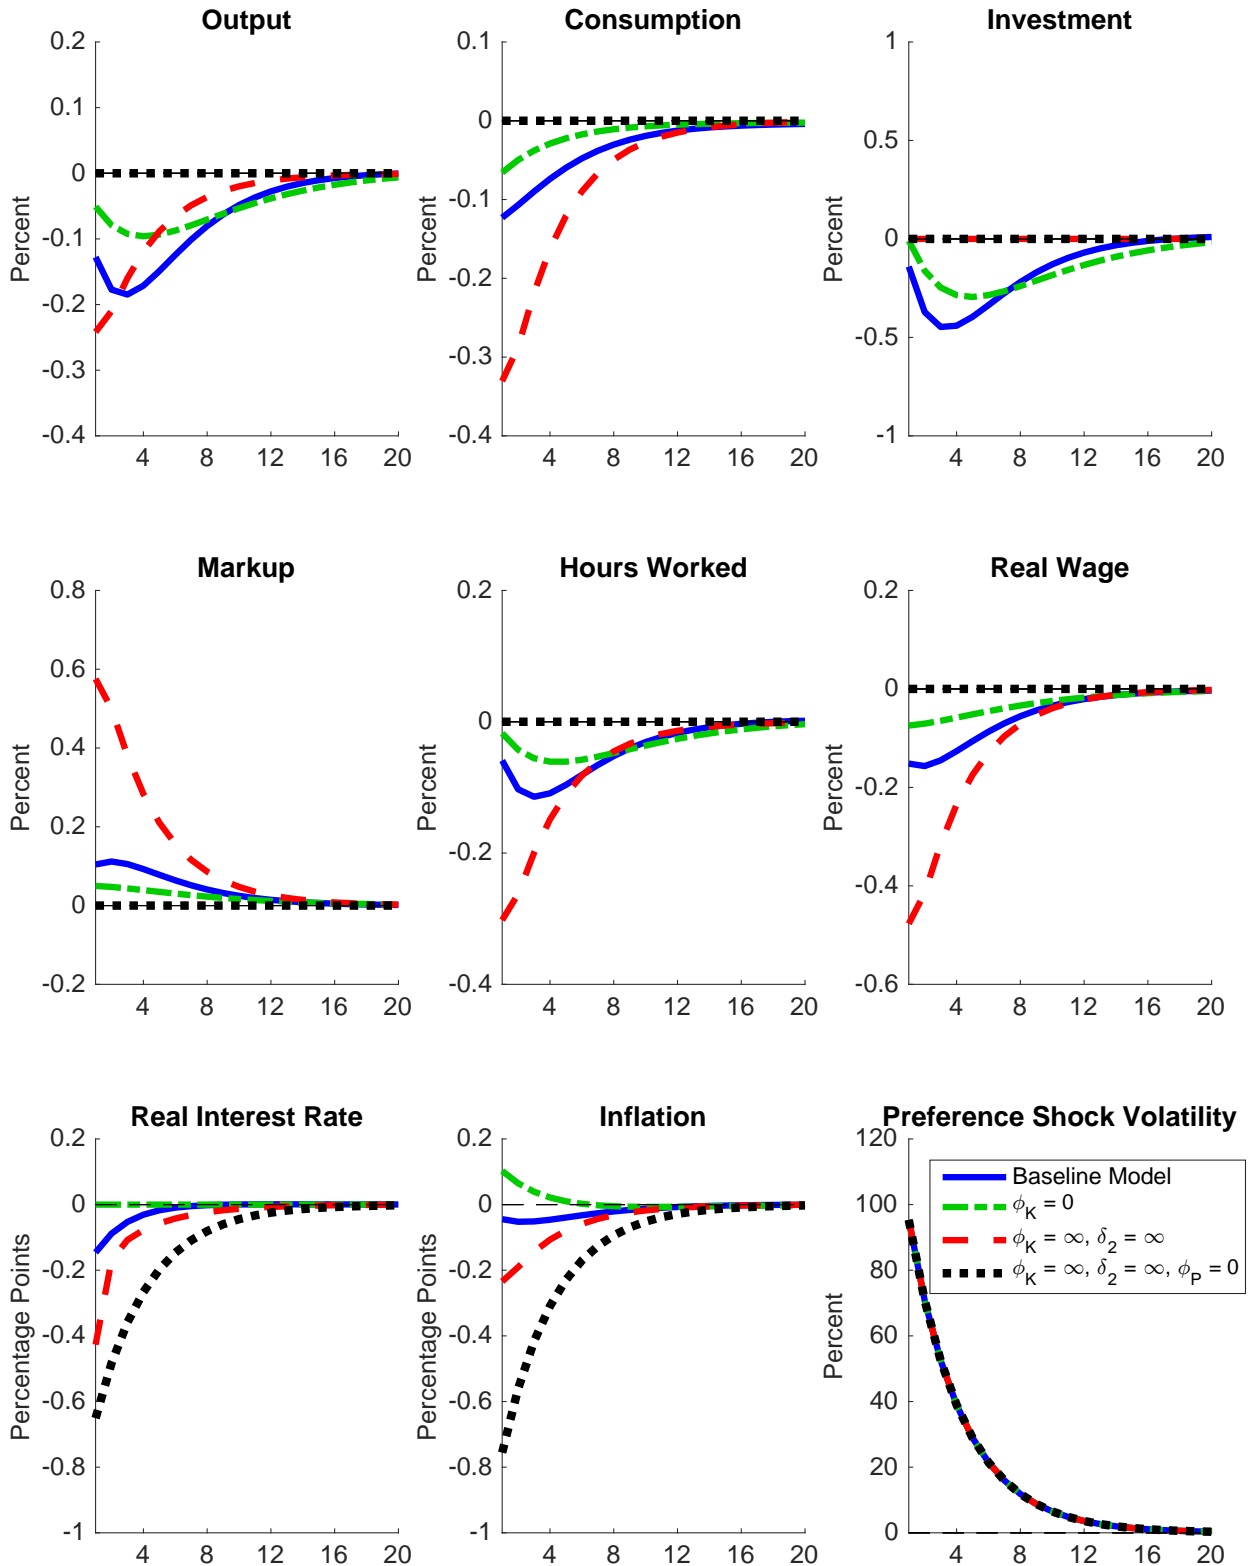 Output
Consumption
Investment
Percent
0.2
0.1
0
-0.1
-0.2
-0.3
-0.4
4 8 12 16 20
Percent
0.1
0
-0.1
-0.2
-0.3
-0.4
4 8 12 16 20
Percent
1
0.5
0
-0.5
-1
4 8 12 16 20
Markup
Hours Worked
Real Wage
Percent
0.8
0.6
0.4
0.2
0
-0.2
4 8 12 16 20
Percent
0.2
0
-0.2
-0.4
4 8 12 16 20
Percent
0.2
0
-0.2
-0.4
-0.6
4 8 12 16 20
Real Interest Rate
Inflation
Preference Shock Volatility
Percentage Points
0.2
0
-0.2
-0.4
-0.6
-0.8
-1
4 8 12 16 20
Percentage Points
0.2
0
-0.2
-0.4
-0.6
-0.8
-1
4 8 12 16 20
Percent
120
100
80
60
40
20
0
4 8 12 16 20
Baseline Model
ϕ_K = 0
ϕ_K = ∞, δ_2 = ∞
ϕ_K = ∞, δ_2 = ∞, ϕ_P = 0